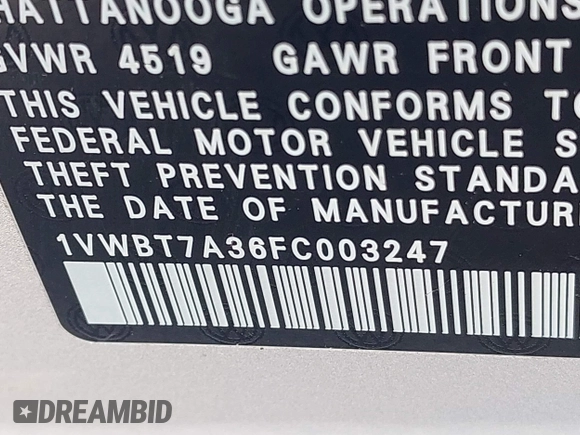 HATTANOOGA OPERATIONS
GVWR 4519 GAWR FRONT
THIS VEHICLE CONFORMS TO
FEDERAL MOTOR VEHICLE S
THEFT PREVENTION STANDA
THE DATE OF MANUFACTURE
1VWBT7A36FC003247
DREAMBID